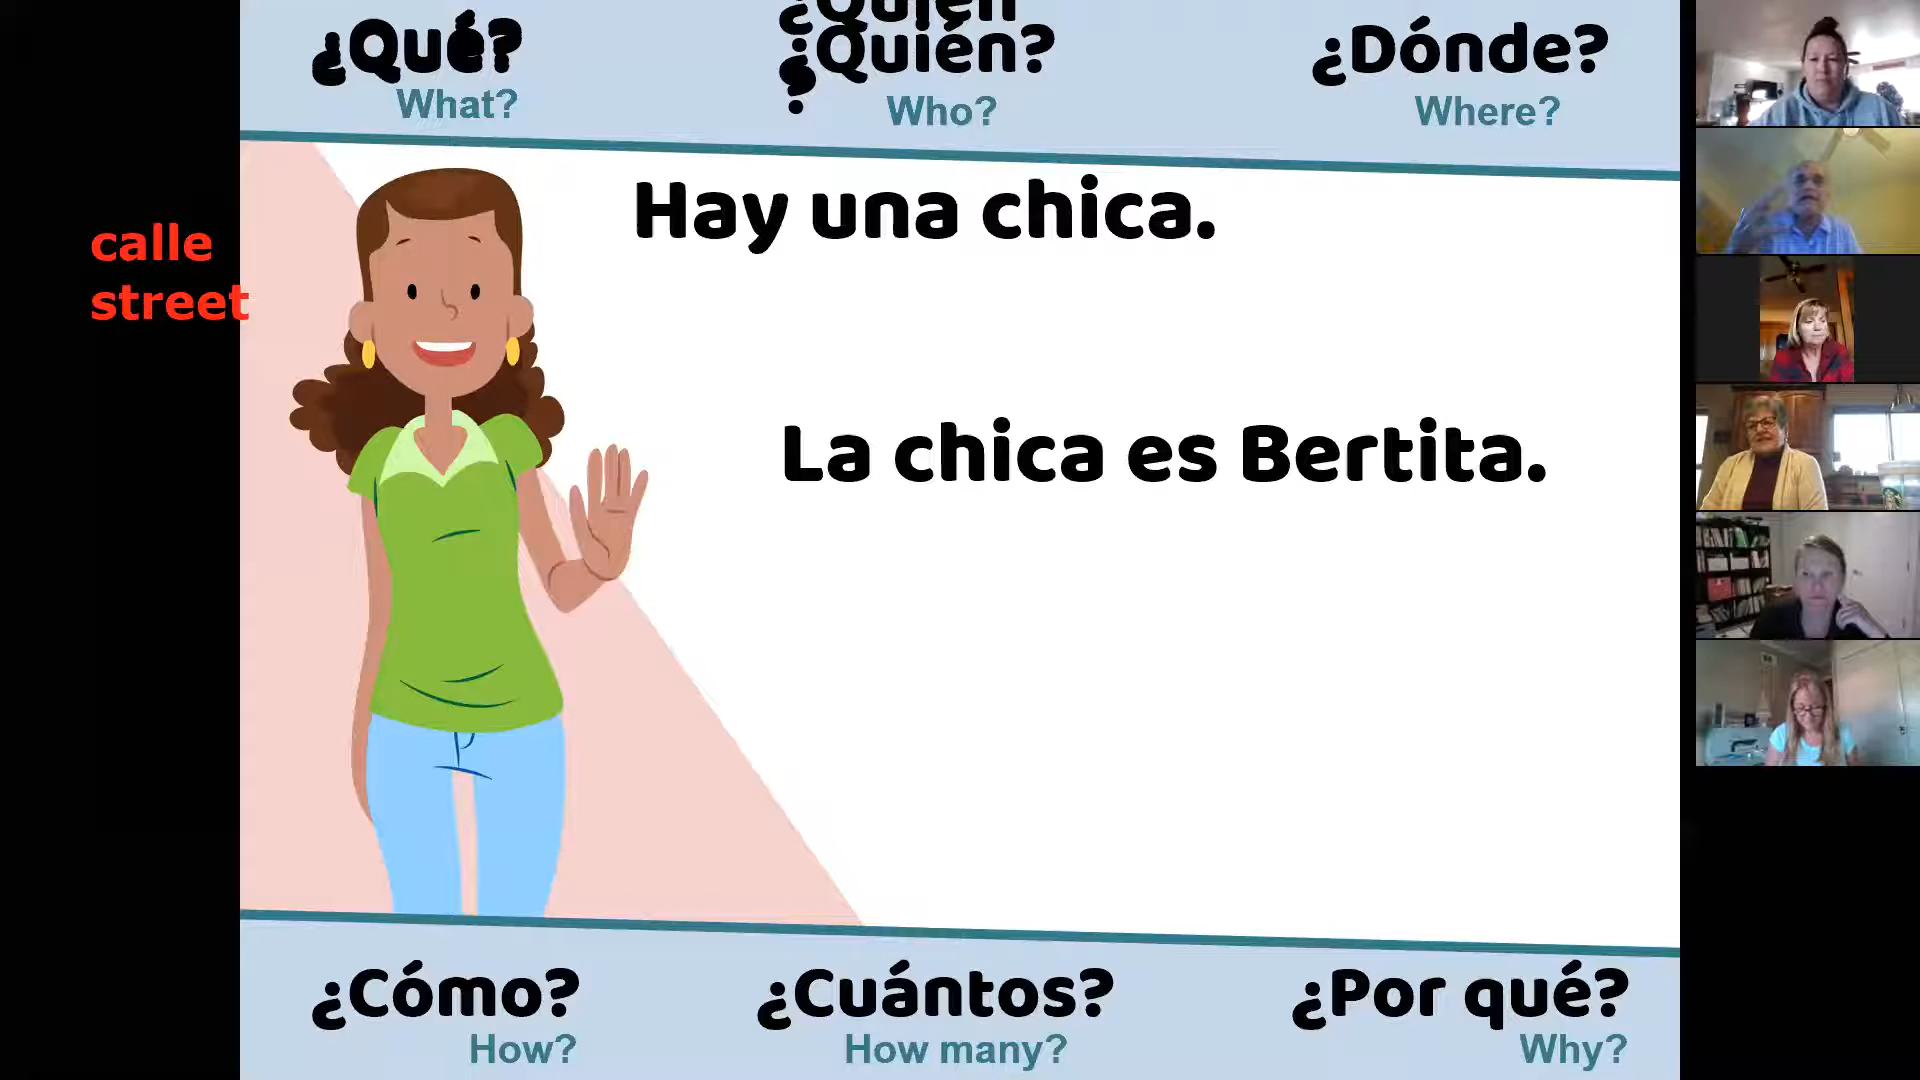 ¿Quién
¿Qué?
¿Quién?
?
¿Dónde?
What?
Who?
Where?
Hay una chica.
calle
street
La chica es Bertita.
¿Cómo?
¿Cuántos?
¿Por qué?
How?
How many?
Why?